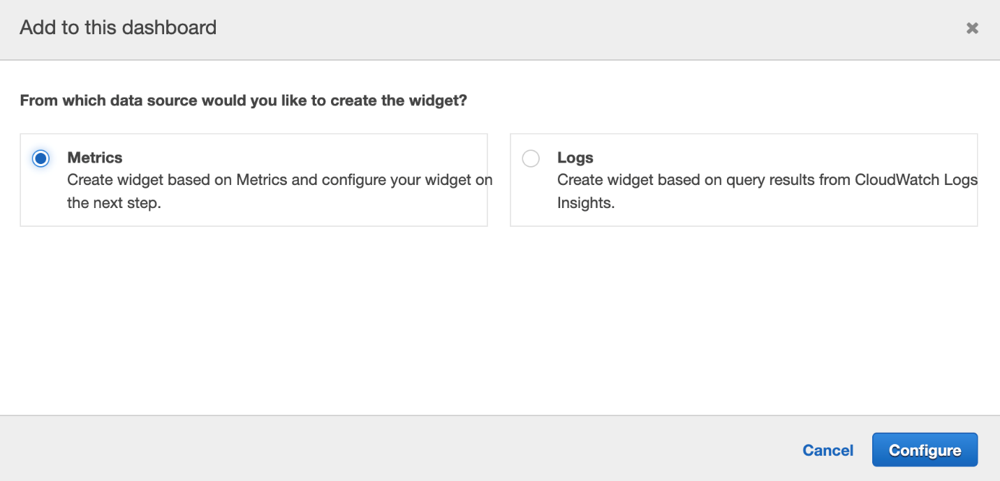 Add to this dashboard
From which data source would you like to create the widget?
Metrics
Create widget based on Metrics and configure your widget on
the next step.
Logs
Create widget based on query results from CloudWatch Logs
Insights.
Cancel
Configure